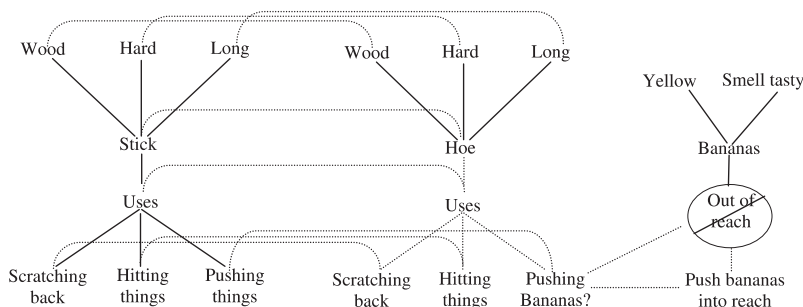 Wood Hard Long Wood Hard Long
Yellow Smell tasty
Stick Hoe Bananas
Uses Uses Out of
reach
Scratching
back
Hitting
things
Pushing
things
Scratching
back
Hitting
things
Pushing
Bananas?
Push bananas
into reach